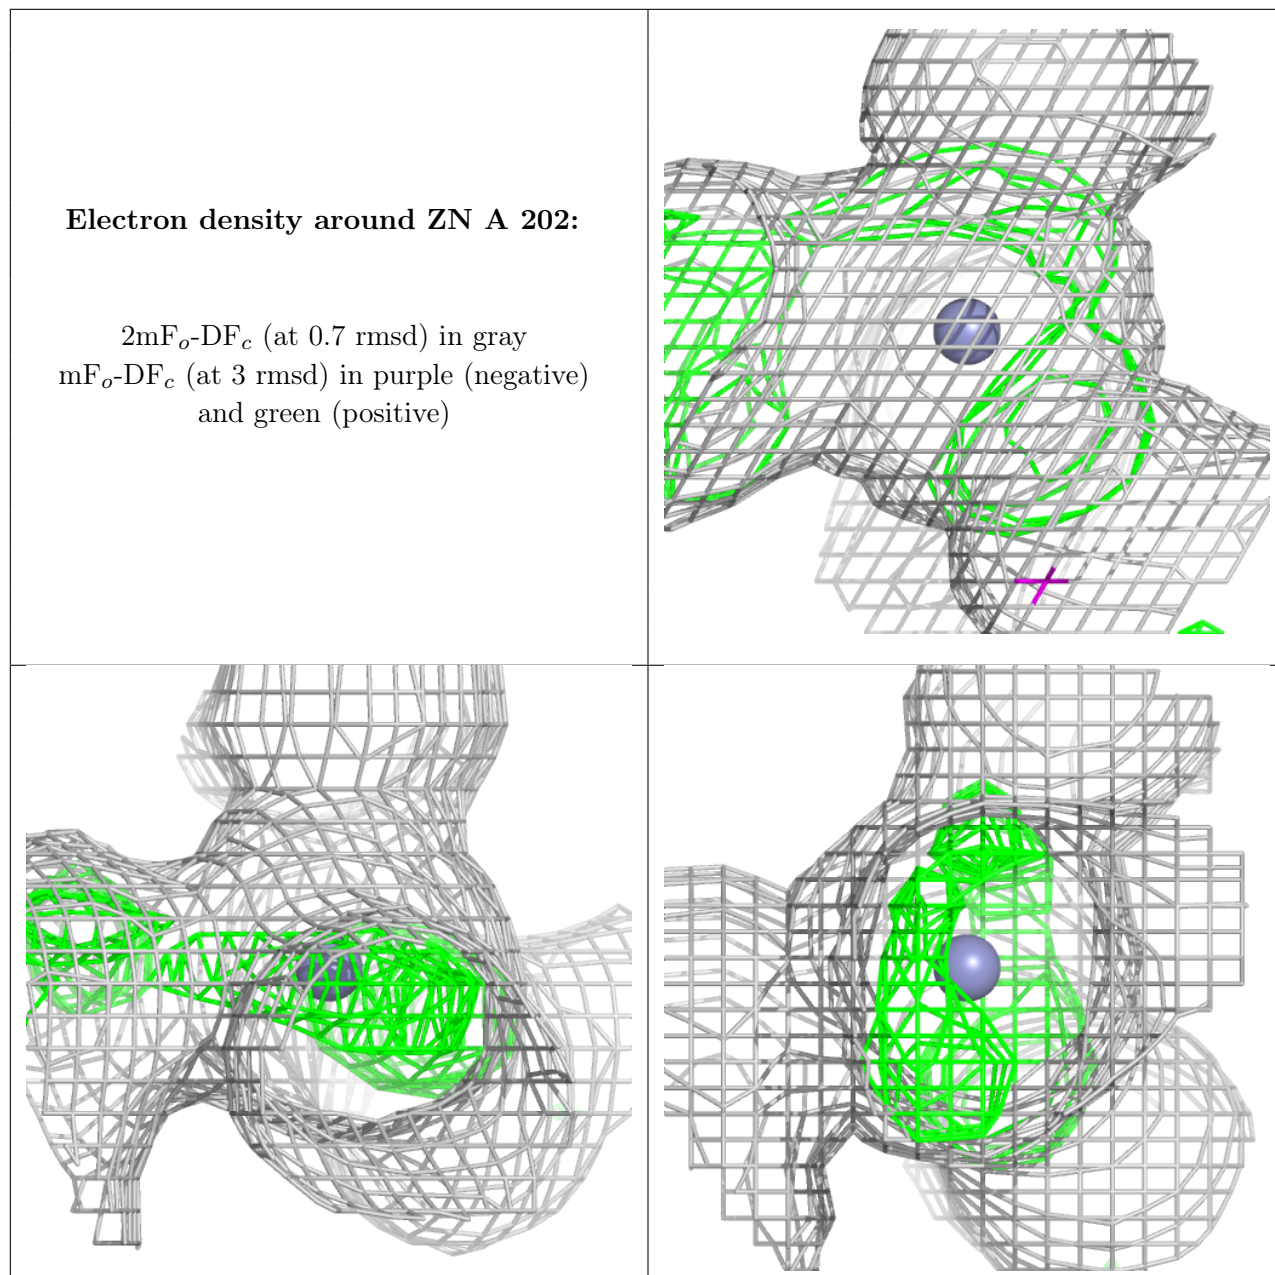 Electron density around ZN A 202:
2mFo-DFc (at 0.7 rmsd) in gray
mFo-DFc (at 3 rmsd) in purple (negative)
and green (positive)